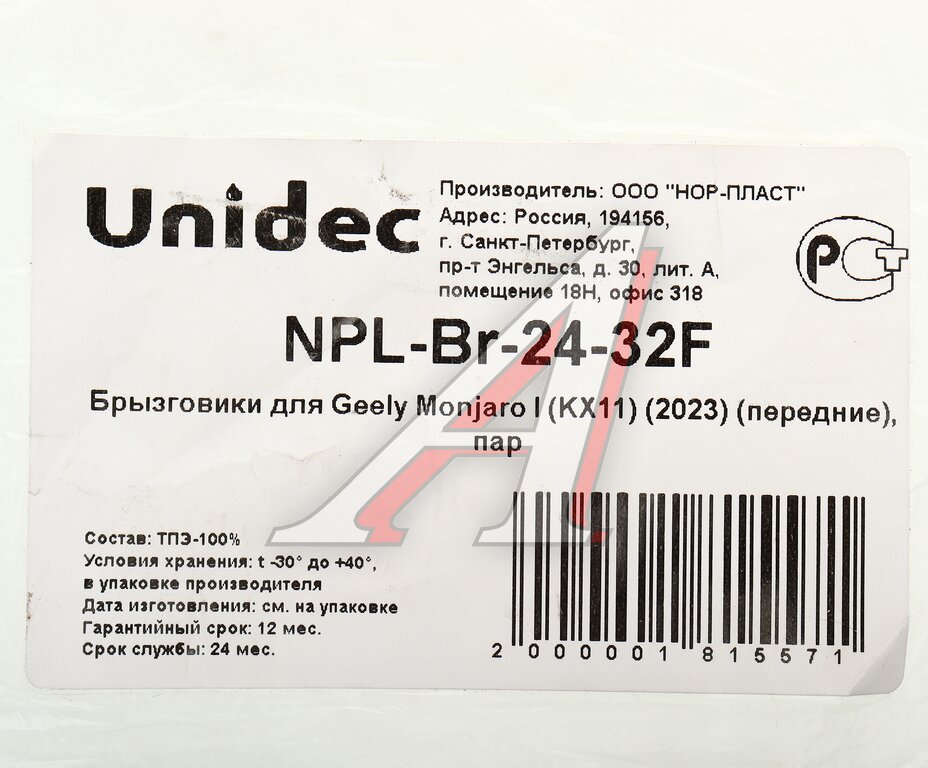 Unidec
Производитель: ООО "НОР-ПЛАСТ"
Адрес: Россия, 194156,
г. Санкт-Петербург,
пр-т Энгельса, д. 30, лит. А,
помещение 18Н, офис 318
РСТ
NPL-Br-24-32F
Брызговики для Geely Monjaro I (KX11) (2023) (передние),
пар
Состав: ТПЭ-100%
Условия хранения: t -30° до +40°,
в упаковке производителя
Дата изготовления: см. на упаковке
Гарантийный срок: 12 мес.
Срок службы: 24 мес.
2 000001 815571